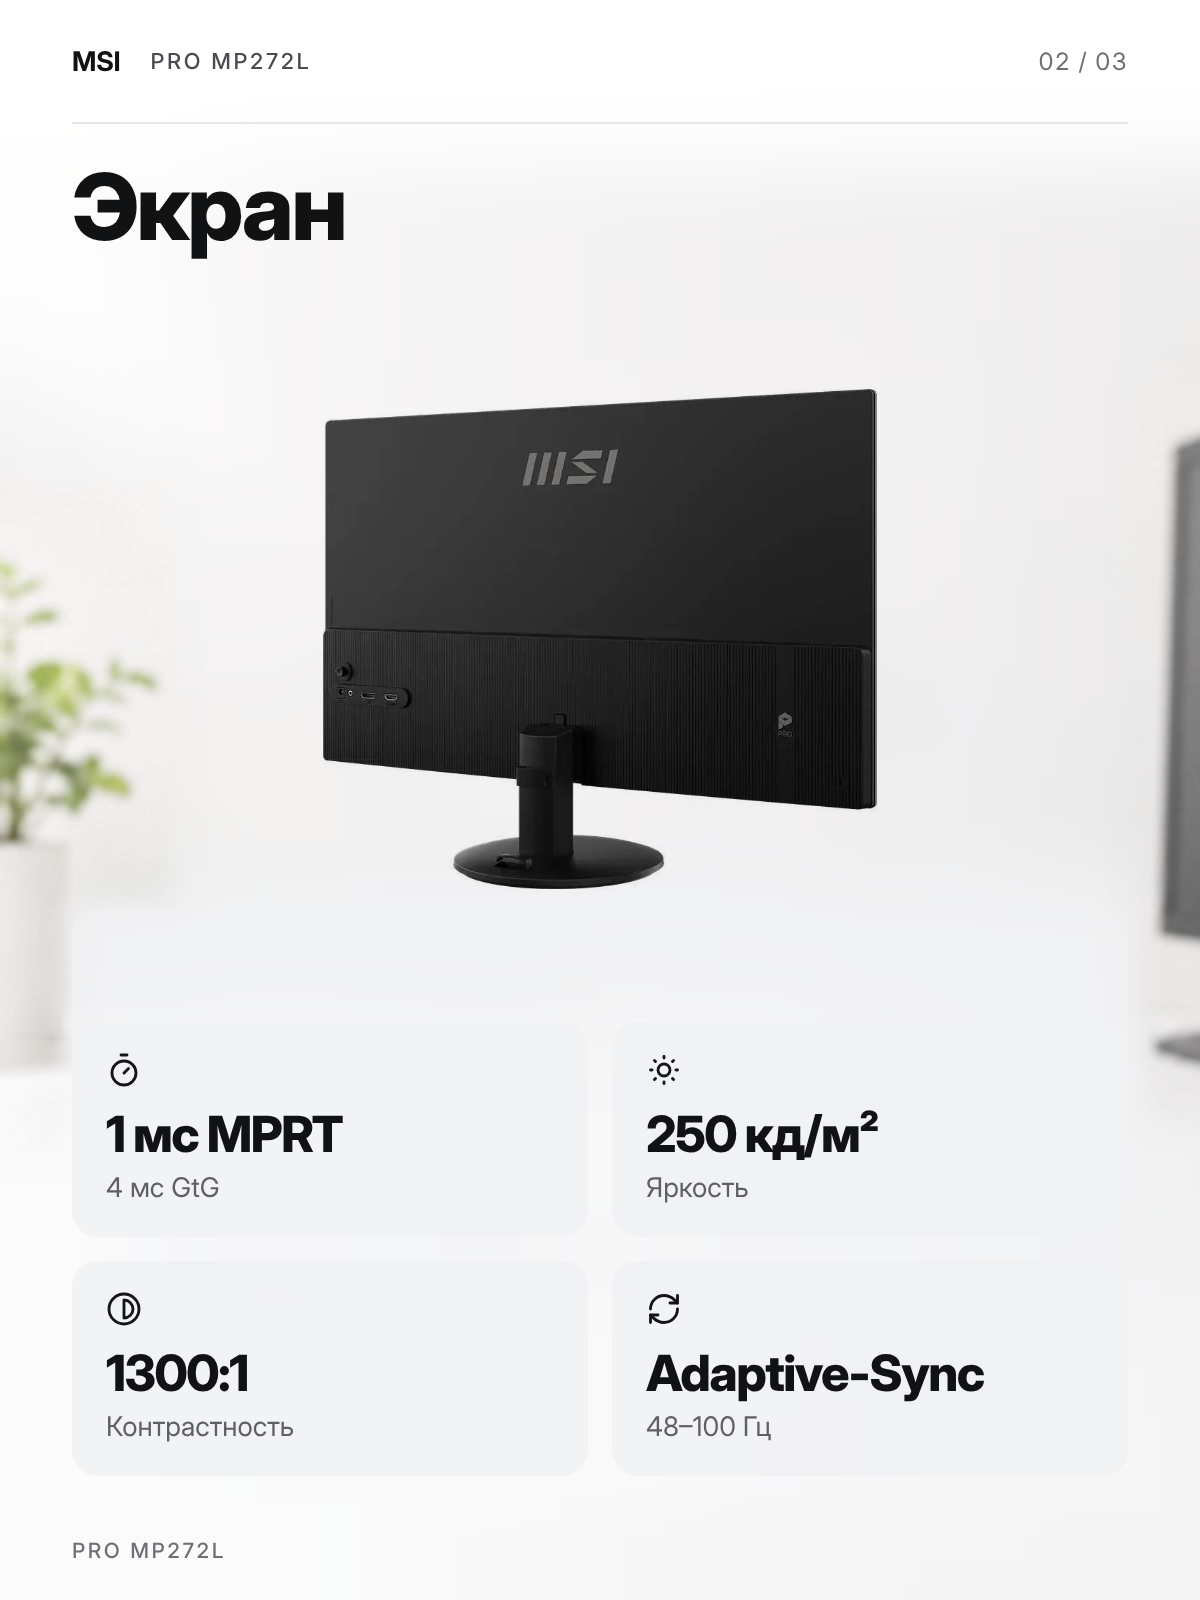 MSI PRO MP272L 02 / 03
Экран
MSI
PRO
1 мс MPRT
4 мс GtG
250 кд/м²
Яркость
1300:1
Контрастность
Adaptive-Sync
48–100 Гц
PRO MP272L